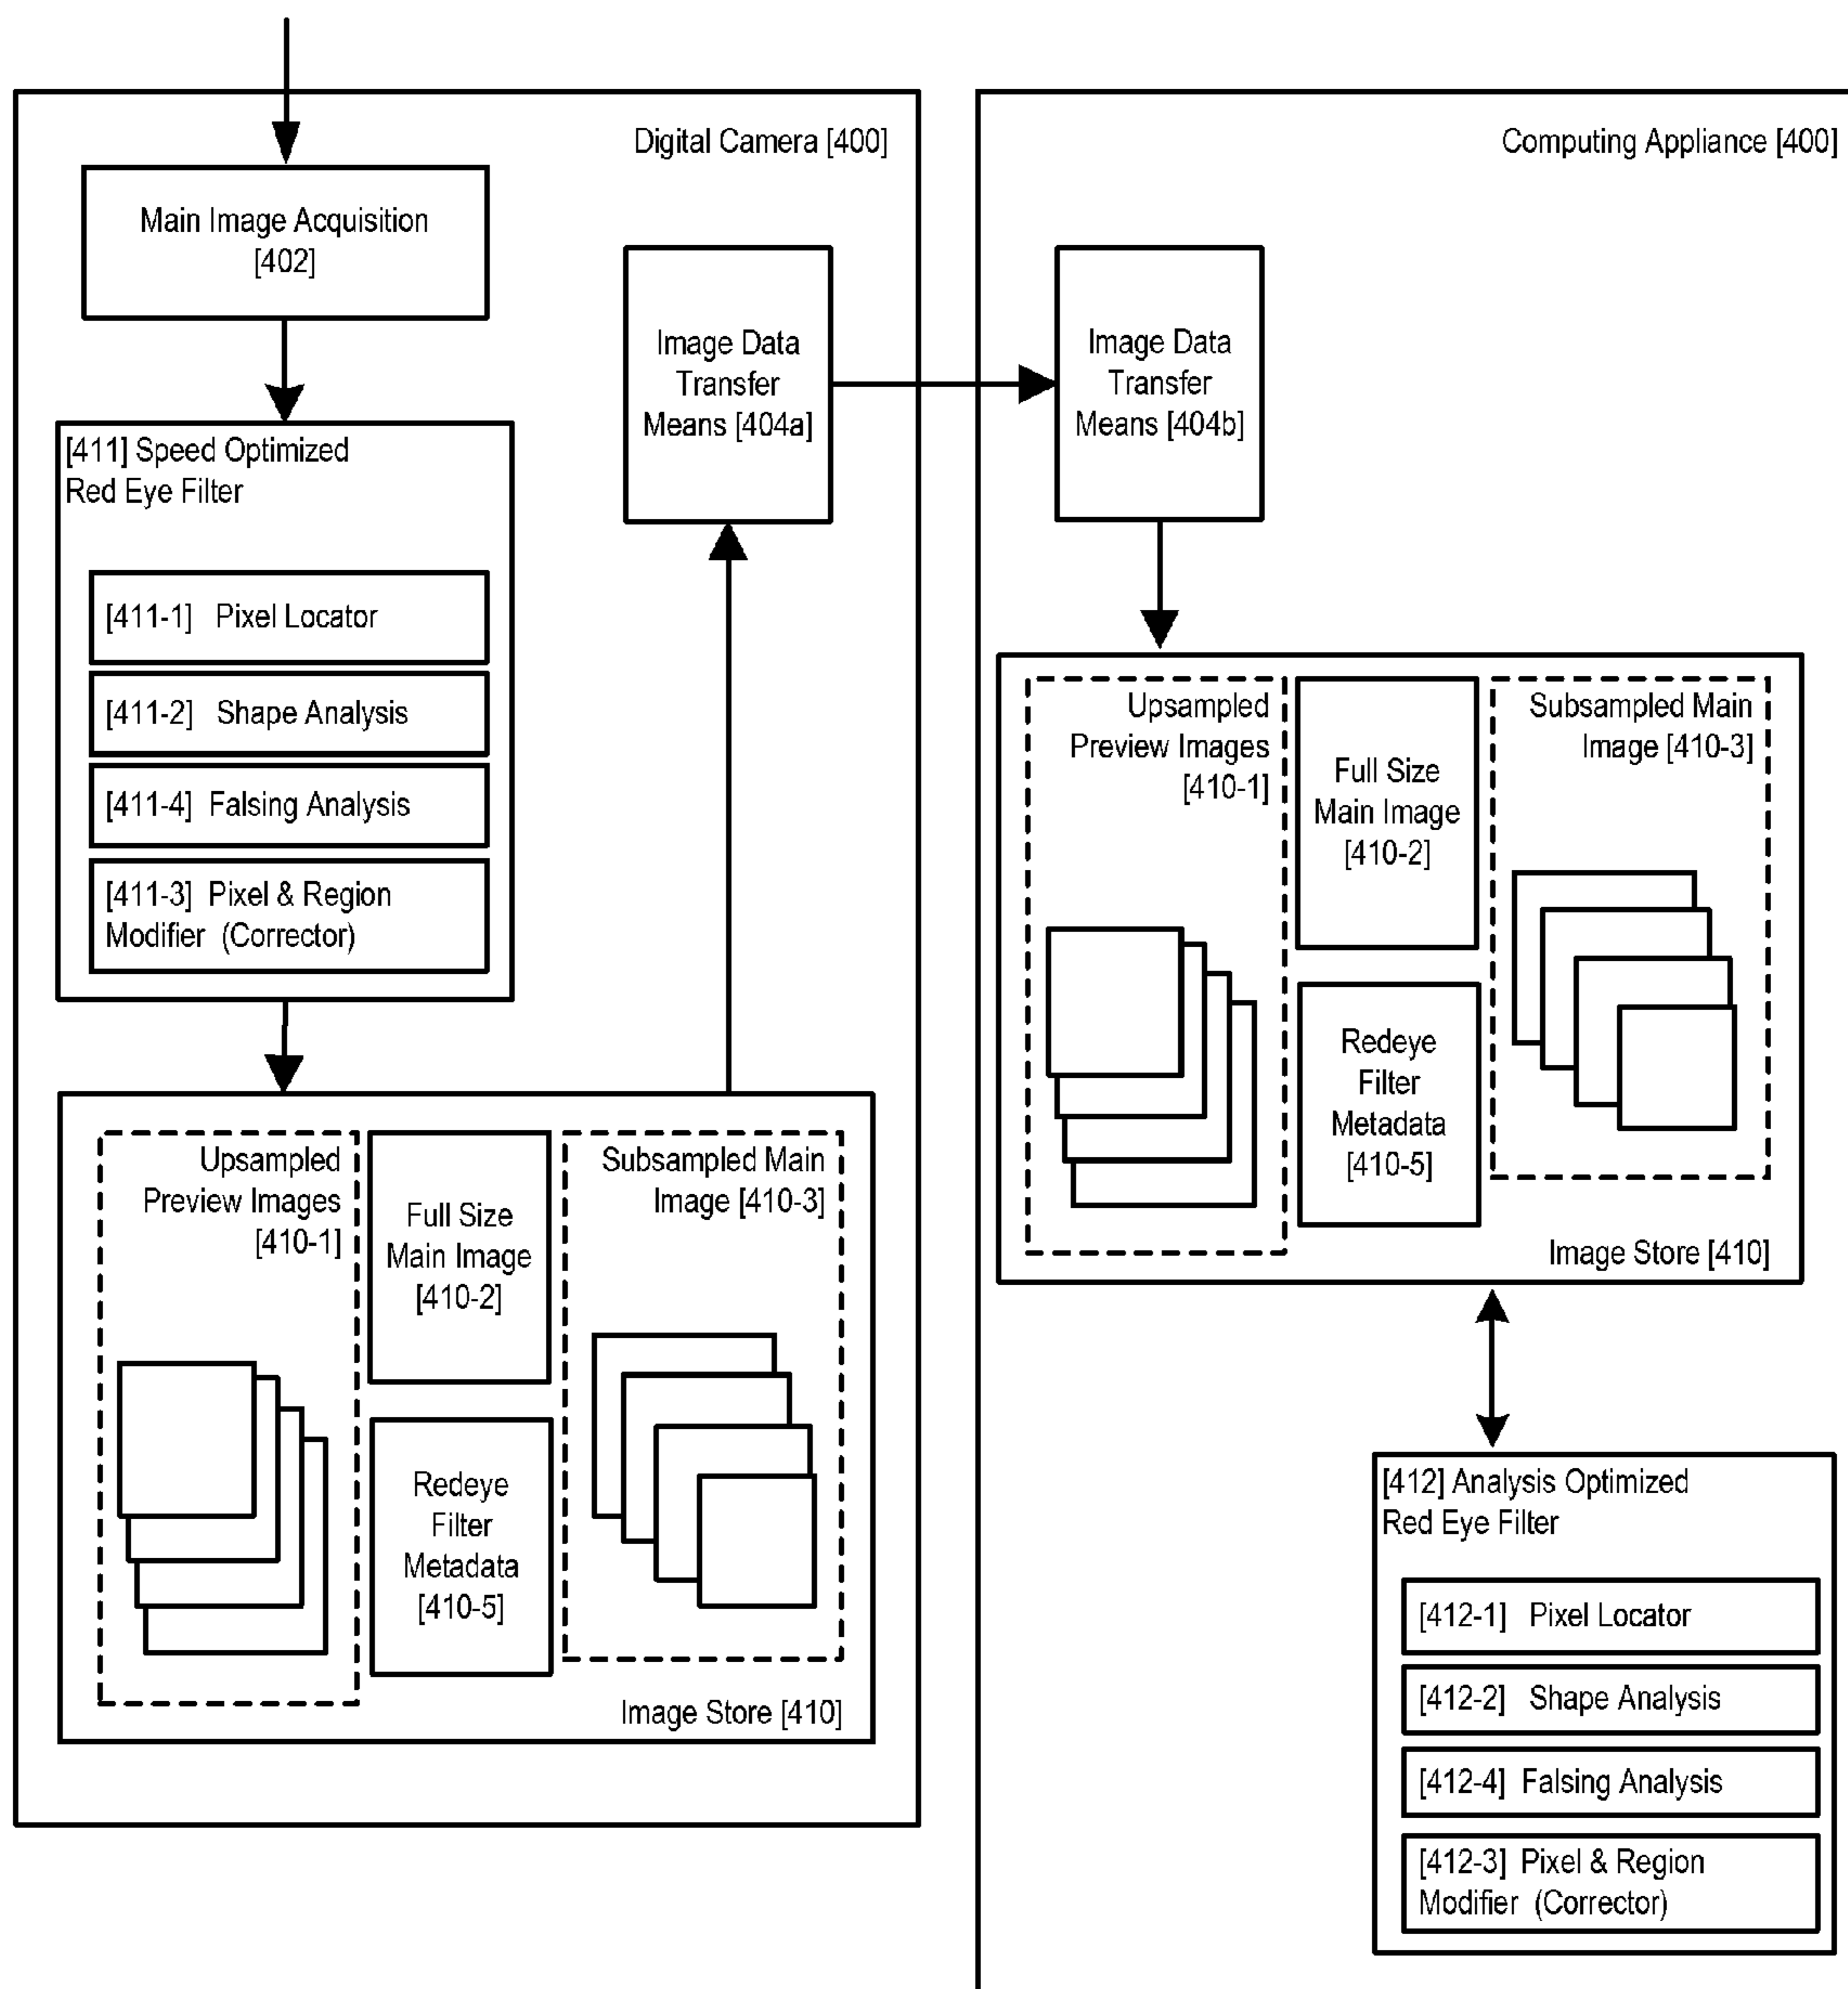 Digital Camera [400]
Main Image Acquisition
[402]
Image Data
Transfer
Means [404a]
[411] Speed Optimized
Red Eye Filter
[411-1] Pixel Locator
[411-2] Shape Analysis
[411-4] Falsing Analysis
[411-3] Pixel & Region
Modifier (Corrector)
Upsampled
Preview Images
[410-1]
Full Size
Main Image
[410-2]
Subsampled Main
Image [410-3]
Redeye
Filter
Metadata
[410-5]
Image Store [410]
Computing Appliance [400]
Image Data
Transfer
Means [404b]
Upsampled
Preview Images
[410-1]
Full Size
Main Image
[410-2]
Subsampled Main
Image [410-3]
Redeye
Filter
Metadata
[410-5]
Image Store [410]
[412] Analysis Optimized
Red Eye Filter
[412-1] Pixel Locator
[412-2] Shape Analysis
[412-4] Falsing Analysis
[412-3] Pixel & Region
Modifier (Corrector)